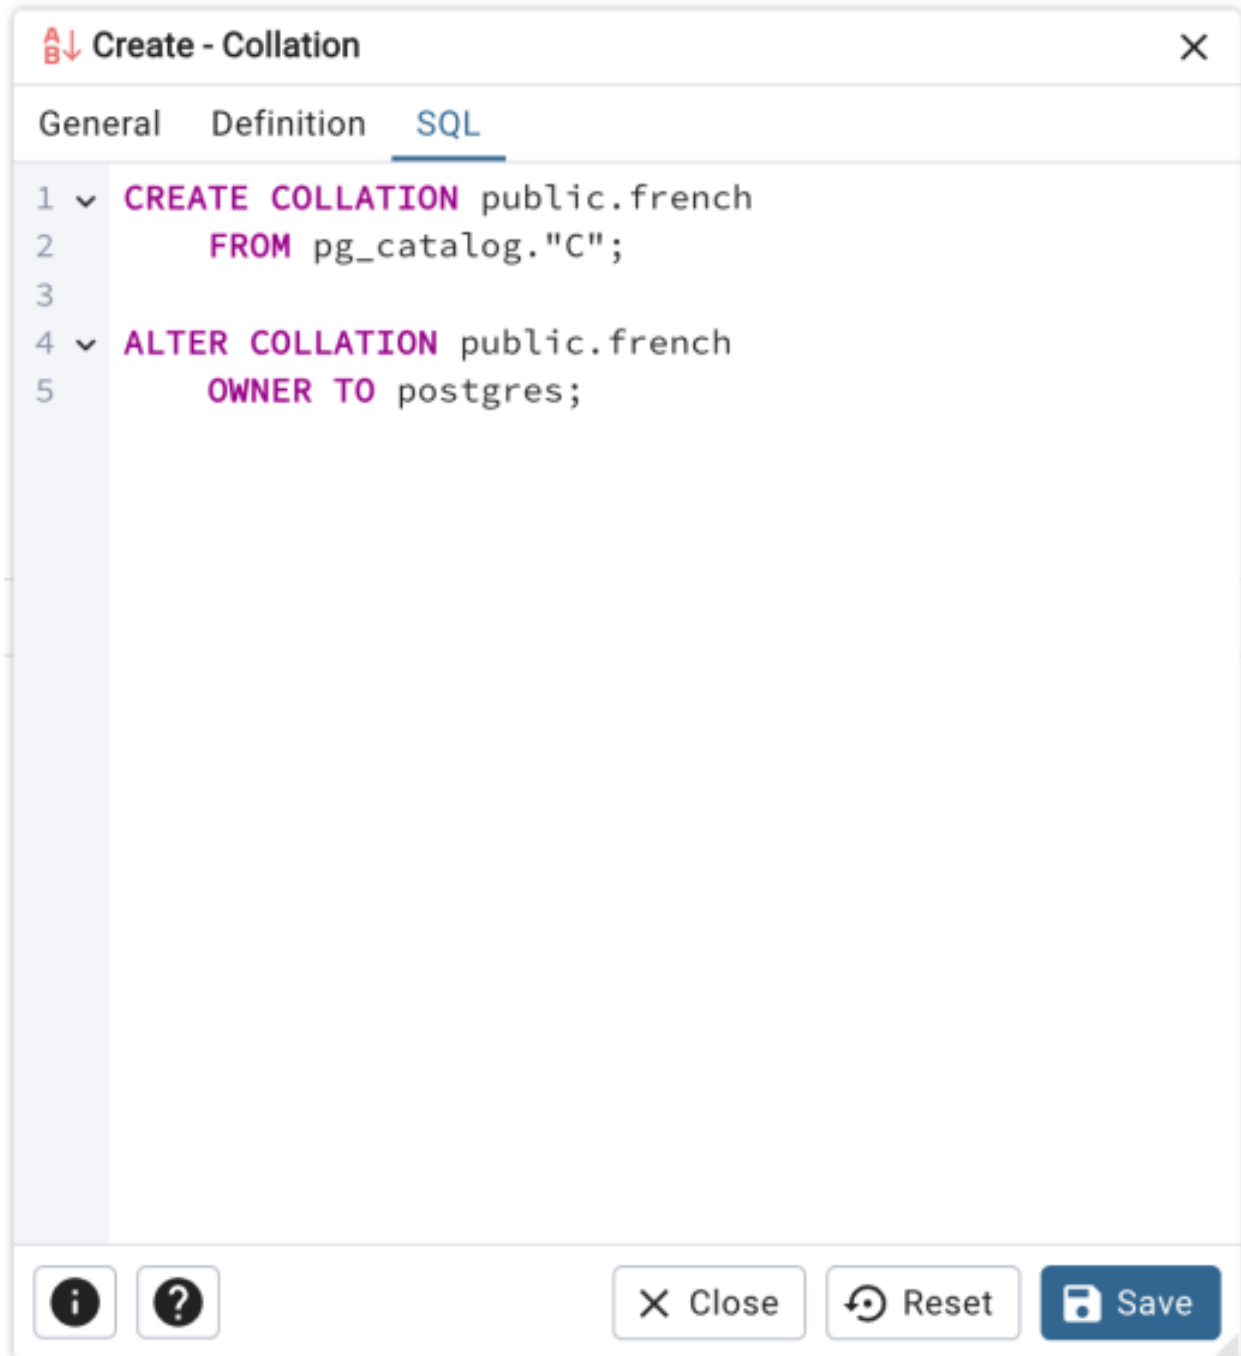 Create - Collation
General Definition SQL
1 CREATE COLLATION public.french
2 FROM pg_catalog."C";
3
4 ALTER COLLATION public.french
5 OWNER TO postgres;
Close Reset Save